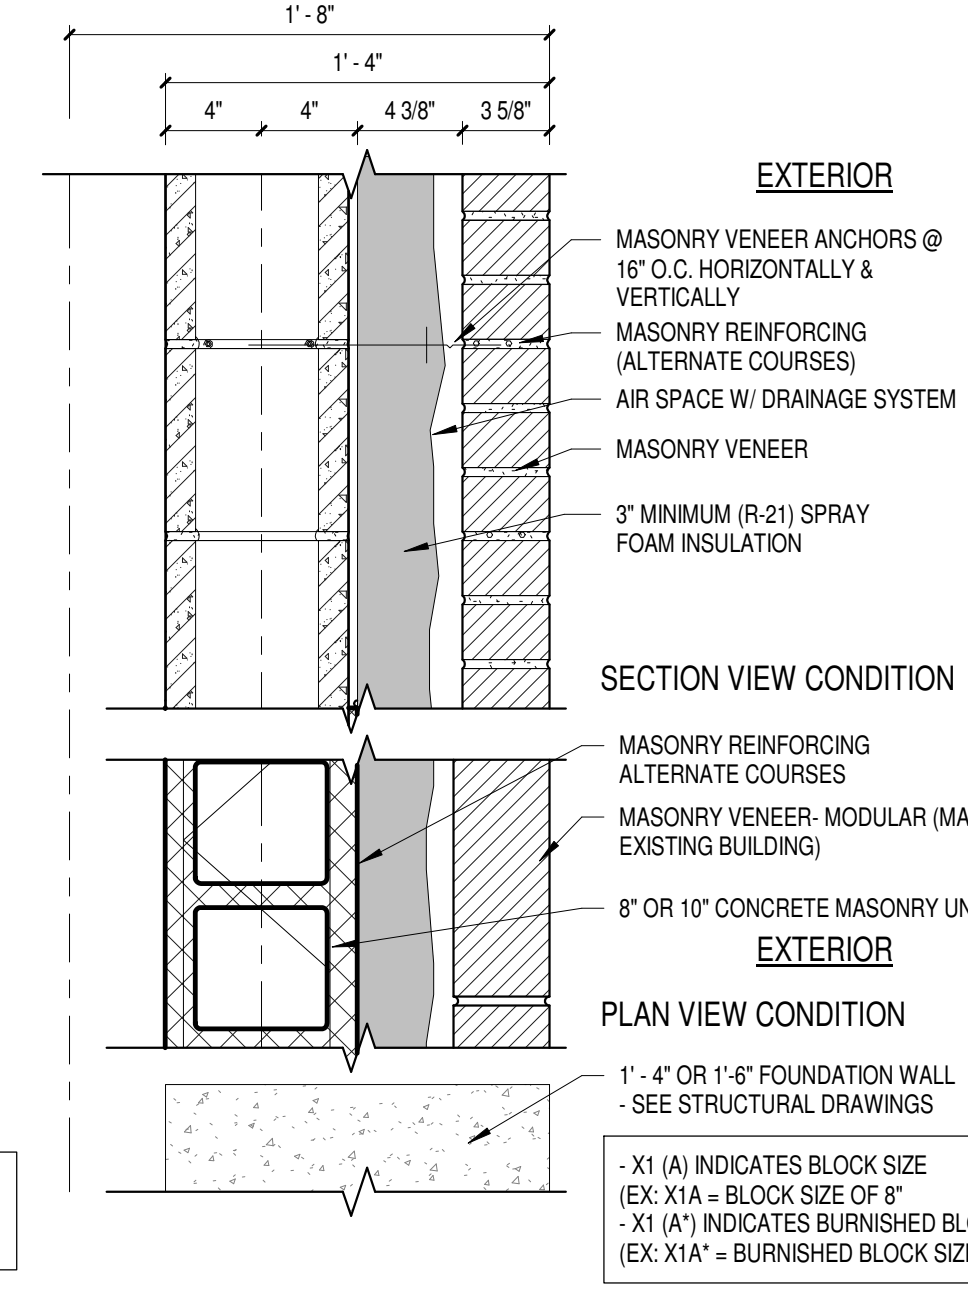 1' - 8"
1' - 4"
4" 4" 4 3/8" 3 5/8"
EXTERIOR
MASONRY VENEER ANCHORS @
16" O.C. HORIZONTALLY &
VERTICALLY
MASONRY REINFORCING
(ALTERNATE COURSES)
AIR SPACE W/ DRAINAGE SYSTEM
MASONRY VENEER
3" MINIMUM (R-21) SPRAY
FOAM INSULATION
SECTION VIEW CONDITION
MASONRY REINFORCING
ALTERNATE COURSES
MASONRY VENEER- MODULAR
EXISTING BUILDING)
8" OR 10" CONCRETE MASONRY
EXTERIOR
PLAN VIEW CONDITION
1' - 4" OR 1'-6" FOUNDATION WALL
- SEE STRUCTURAL DRAWINGS
- X1 (A) INDICATES BLOCK SIZE
(EX: X1A = BLOCK SIZE OF 8"
- X1 (A*) INDICATES BURNISHED
(EX: X1A* = BURNISHED BLOCK